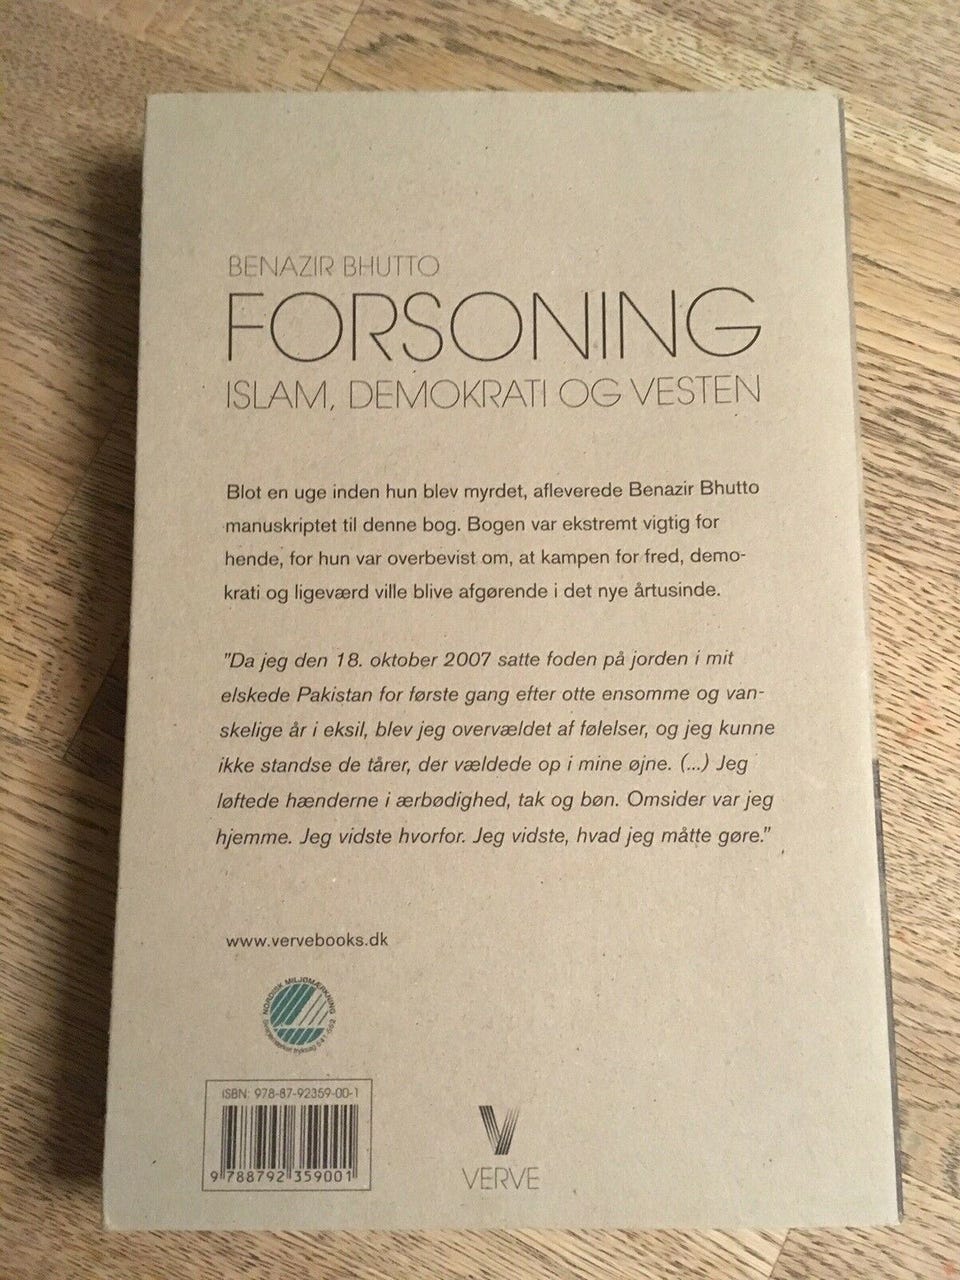 BENAZIR BHUTTO
FORSONING
ISLAM, DEMOKRATI OG VESTEN
Blot en uge inden hun blev myrdet, afleverede Benazir Bhutto
manuskriptet til denne bog. Bogen var ekstremt vigtig for
hende, for hun var overbevist om, at kampen for fred, demo-
krati og ligeværd ville blive afgørende i det nye årtusinde.
"Da jeg den 18. oktober 2007 satte foden på jorden i mit
elskede Pakistan for første gang efter otte ensomme og van-
skelige år i eksil, blev jeg overvældet af følelser, og jeg kunne
ikke standse de tårer, der vældede op i mine øjne. (...) Jeg
løftede hænderne i ærbødighed, tak og bøn. Omsider var jeg
hjemme. Jeg vidste hvorfor. Jeg vidste, hvad jeg måtte gøre."
www.vervebooks.dk
NORDISK MILJØMÆRKNING
tryksag 541-562
ISBN: 978-87-92359-00-1
9 788792 359001
VERVE